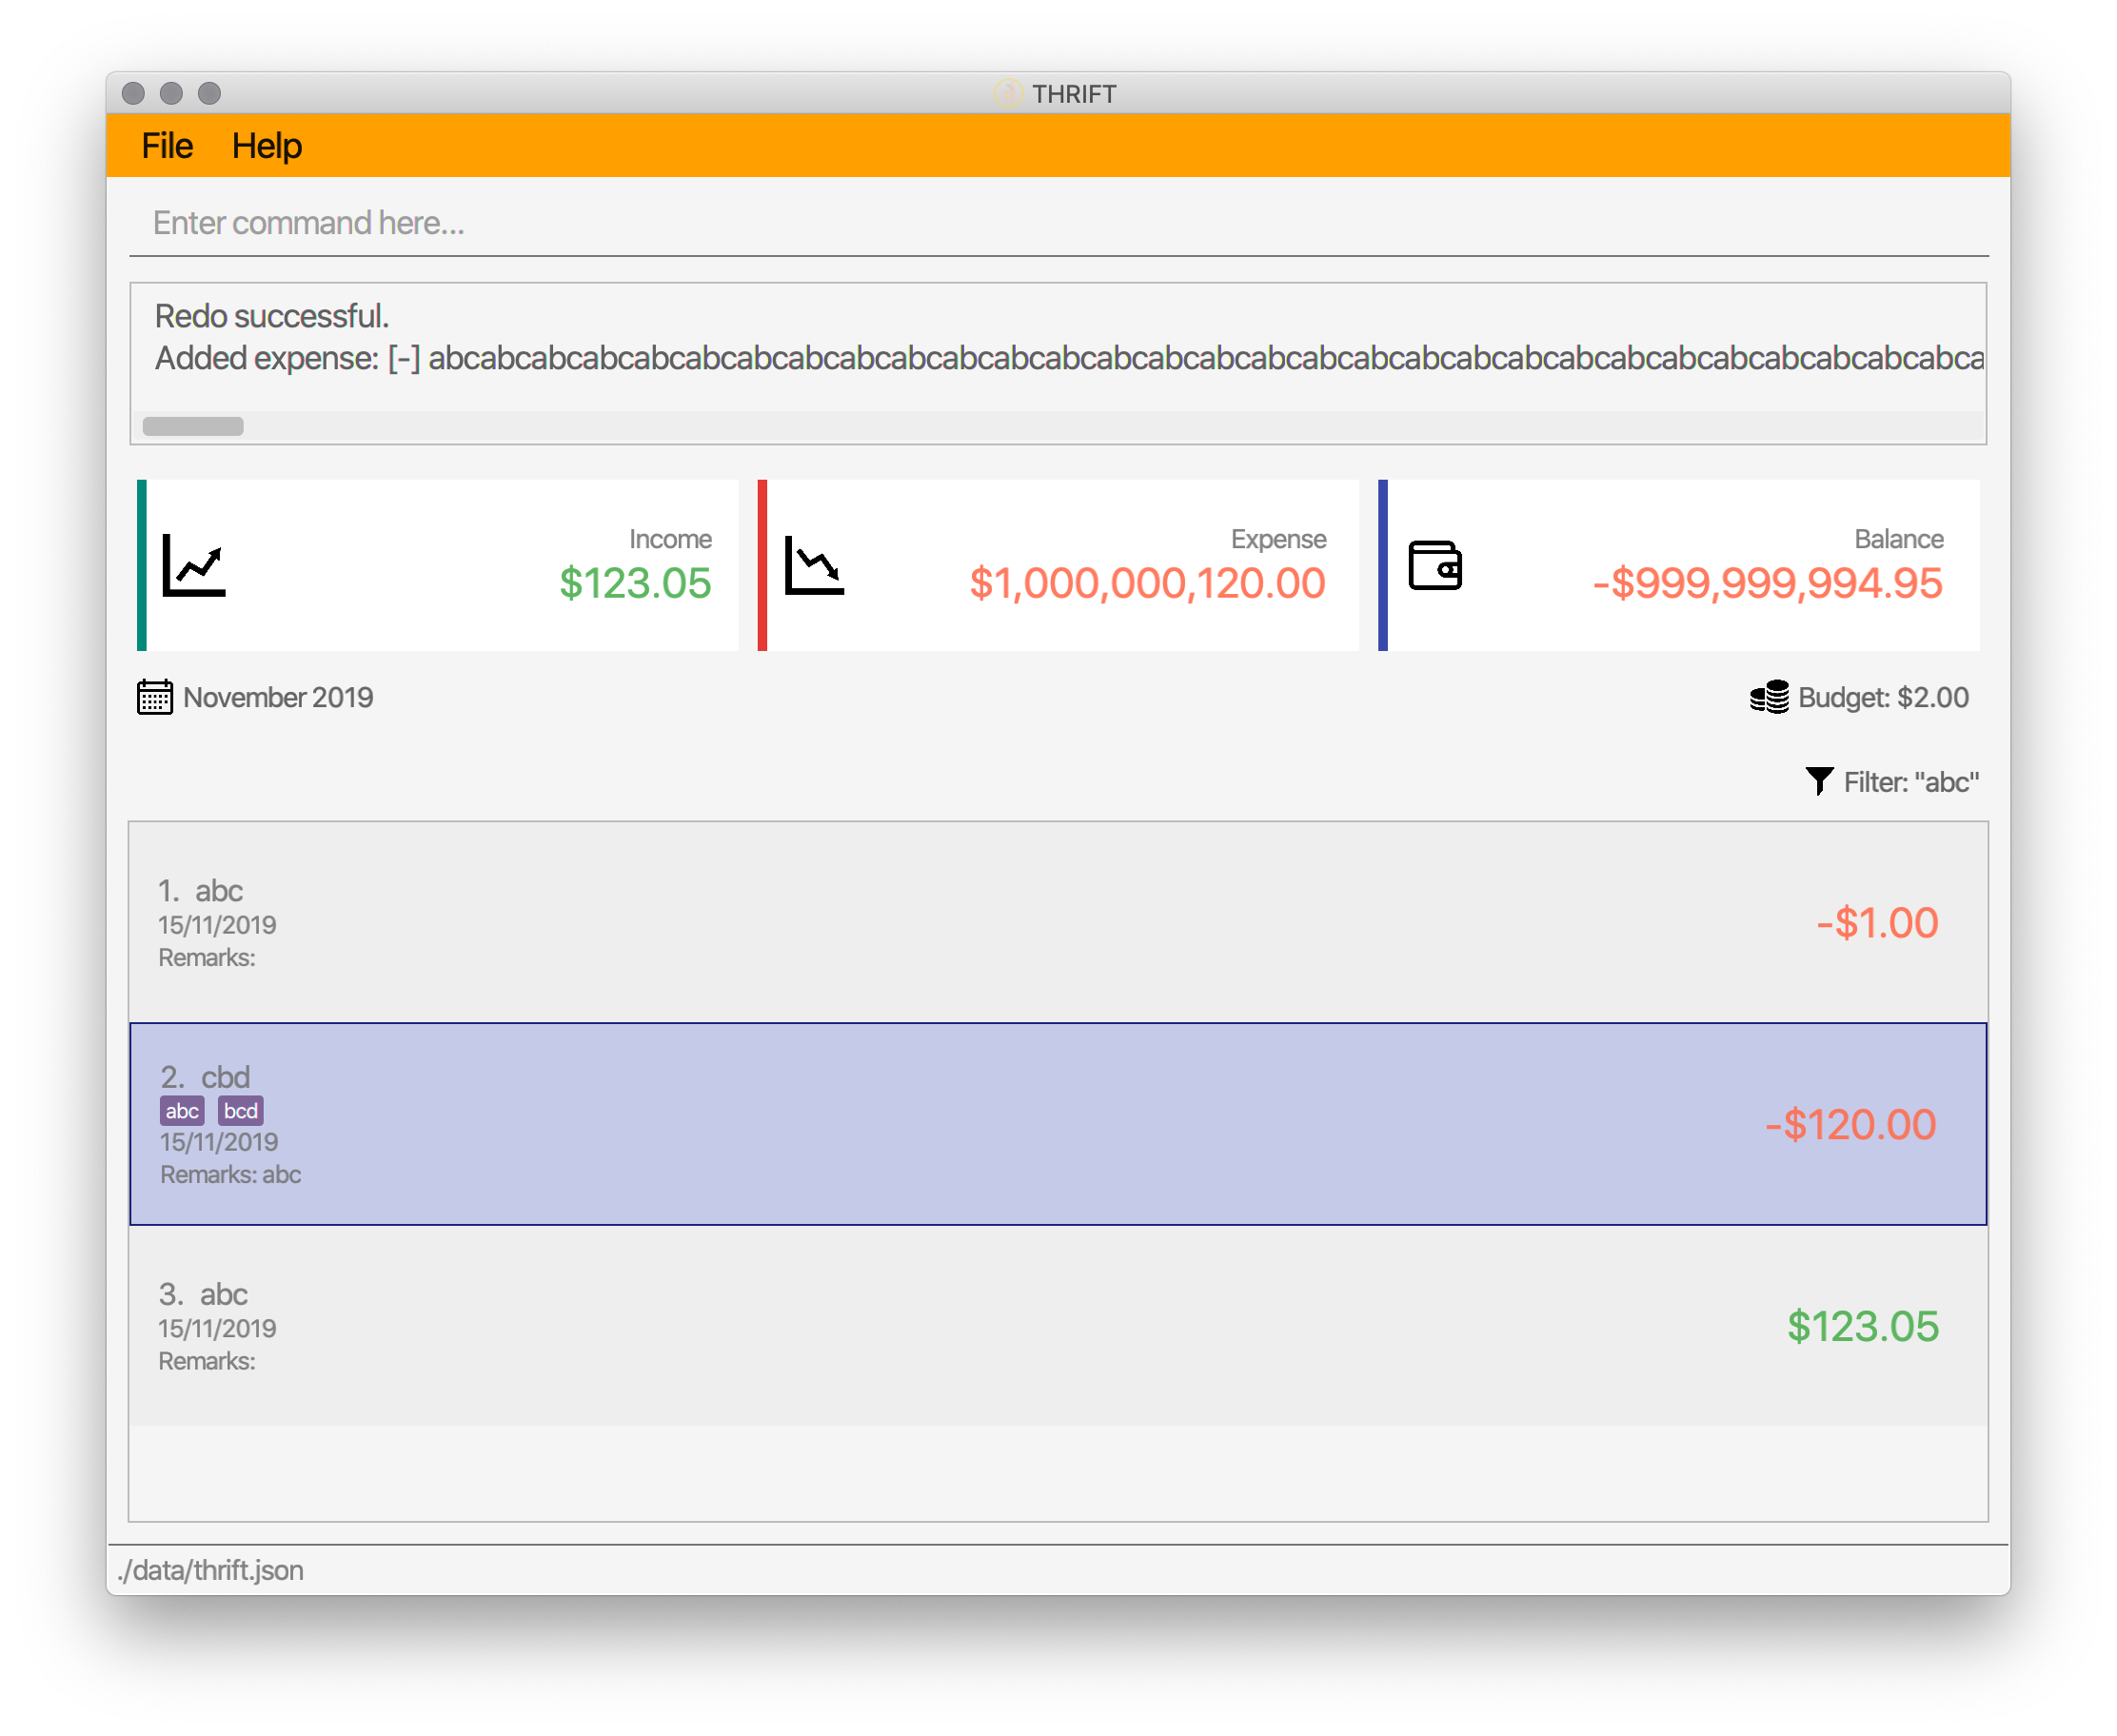 THRIFT
File Help
Enter command here...
Redo successful.
Added expense: [-] abcabcabcabcabcabcabcabcabcabcabcabcabcabcabcabcabcabcabcabcabcabcabcabcabcabcabcabcabcabcabca
Income
$123.05
Expense
$1,000,000,120.00
Balance
-$999,999,994.95
November 2019
Budget: $2.00
Filter: "abc"
1. abc
15/11/2019
Remarks:
-$1.00
2. cbd
abc bcd
15/11/2019
Remarks: abc
-$120.00
3. abc
15/11/2019
Remarks:
$123.05
./data/thrift.json